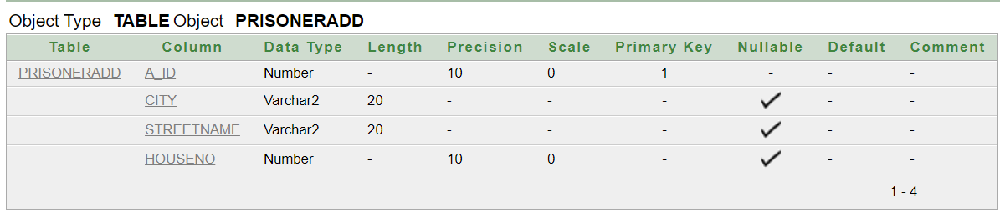 Object Type TABLE Object PRISONERADD
Table Column Data Type Length Precision Scale Primary Key Nullable Default Comment
PRISONERADD A_ID Number - 10 0 1 - - -
CITY Varchar2 20 - - - ✓ - -
STREETNAME Varchar2 20 - - - ✓ - -
HOUSENO Number - 10 0 - ✓ - -
1 - 4